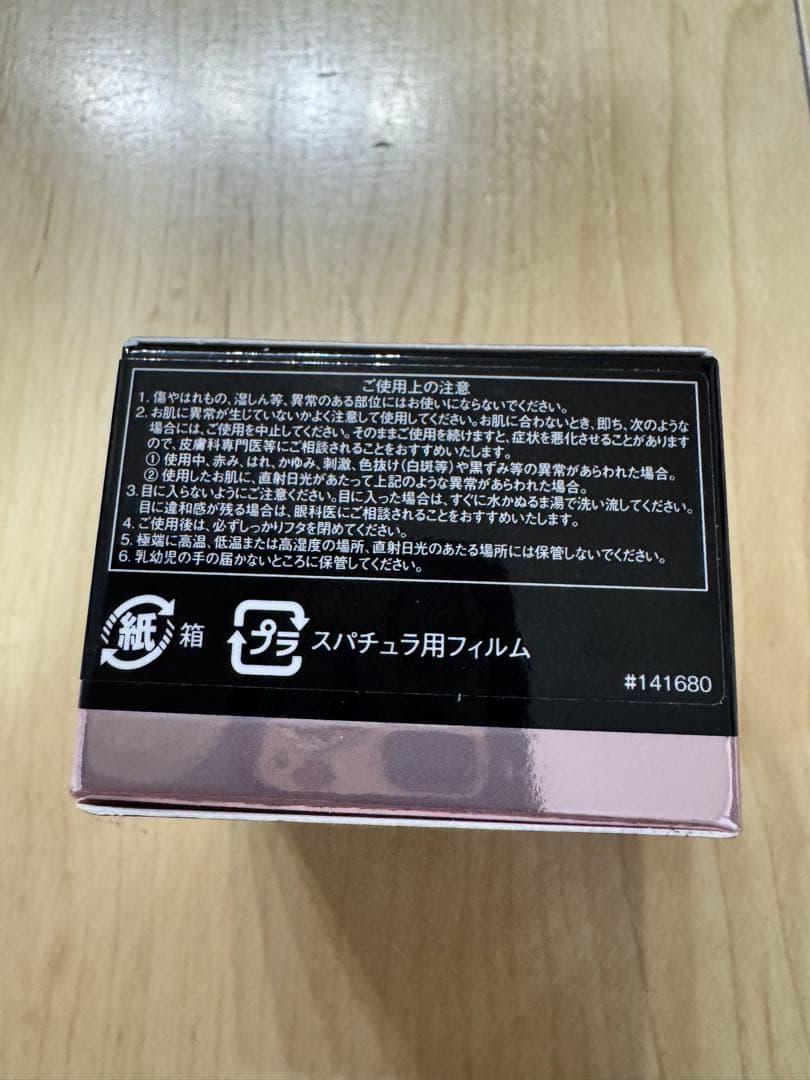 ご使用上の注意
1. 傷やはれもの、湿しん等、異常のある部位にはお使いにならないでください。
2. お肌に異常が生じていないかよく注意して使用してください。お肌に合わないとき、即ち、次のような
場合には、ご使用を中止してください。そのままご使用を続けますと、症状を悪化させることがあります
ので、皮膚科専門医等にご相談されることをおすすめいたします。
① 使用中、赤み、はれ、かゆみ、刺激、色抜け(白斑等)や黒ずみ等の異常があらわれた場合。
② 使用したお肌に、直射日光があたって上記のような異常があらわれた場合。
3. 目に入らないようにご注意ください。目に入った場合は、すぐに水かぬるま湯で洗い流してください。
目に違和感が残る場合は、眼科医にご相談されることをおすすめいたします。
4. ご使用後は、必ずしっかりフタを閉めてください。
5. 極端に高温、低温または高湿度の場所、直射日光のあたる場所には保管しないでください。
6. 乳幼児の手の届かないところに保管してください。
紙 箱 プラ スパチュラ用フィルム
#141680